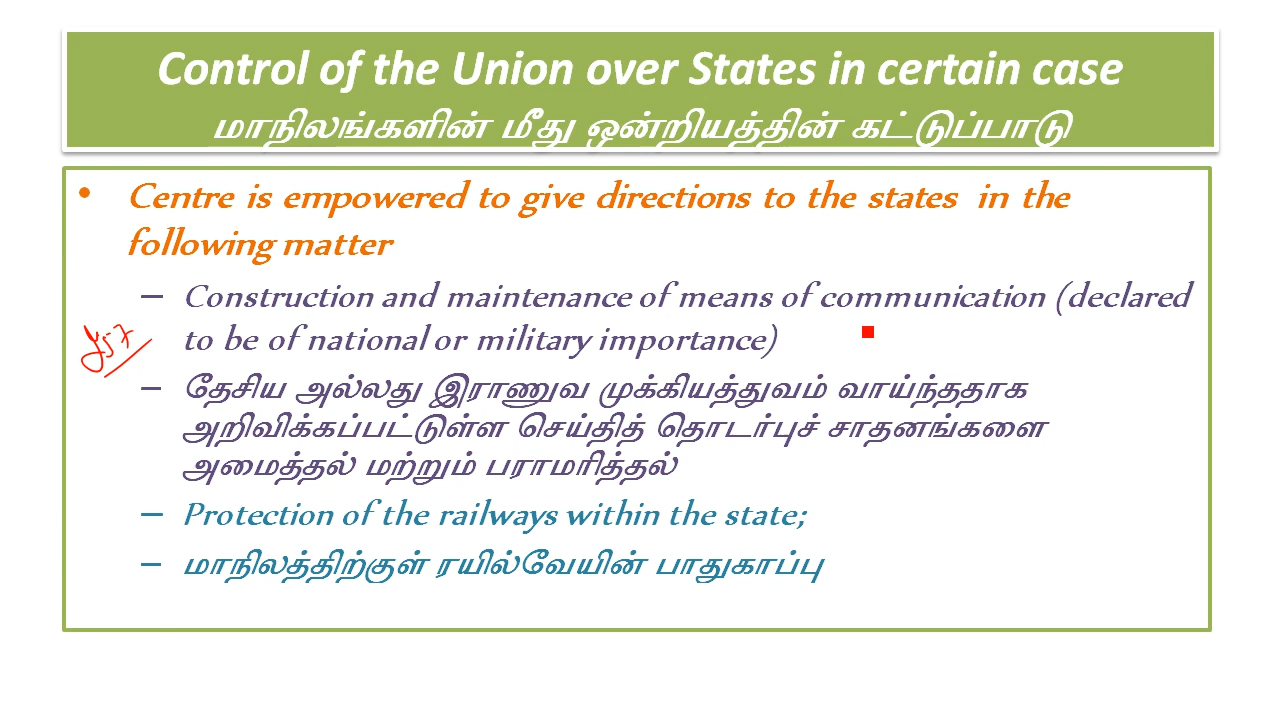 Control of the Union over States in certain case
மாநிலங்களின் மீது ஒன்றியத்தின் கட்டுப்பாடு
• Centre is empowered to give directions to the states in the
following matter
– Construction and maintenance of means of communication (declared
to be of national or military importance)
– தேசிய அல்லது இராணுவ முக்கியத்துவம் வாய்ந்ததாக
அறிவிக்கப்பட்டுள்ள செய்தித் தொடர்புச் சாதனங்களை
அமைத்தல் மற்றும் பராமரித்தல்
– Protection of the railways within the state;
– மாநிலத்திற்குள் ரயில்வேயின் பாதுகாப்பு